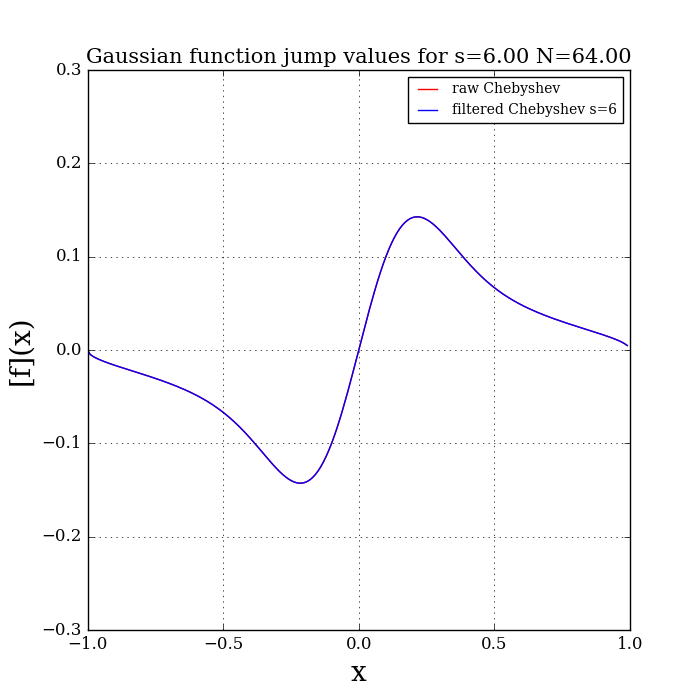 Gaussian function jump values for s=6.00 N=64.00
raw Chebyshev
filtered Chebyshev s=6
0.3
0.2
0.1
0.0
−0.1
−0.2
−0.3
[f](x)
−1.0 −0.5 0.0 0.5 1.0
x